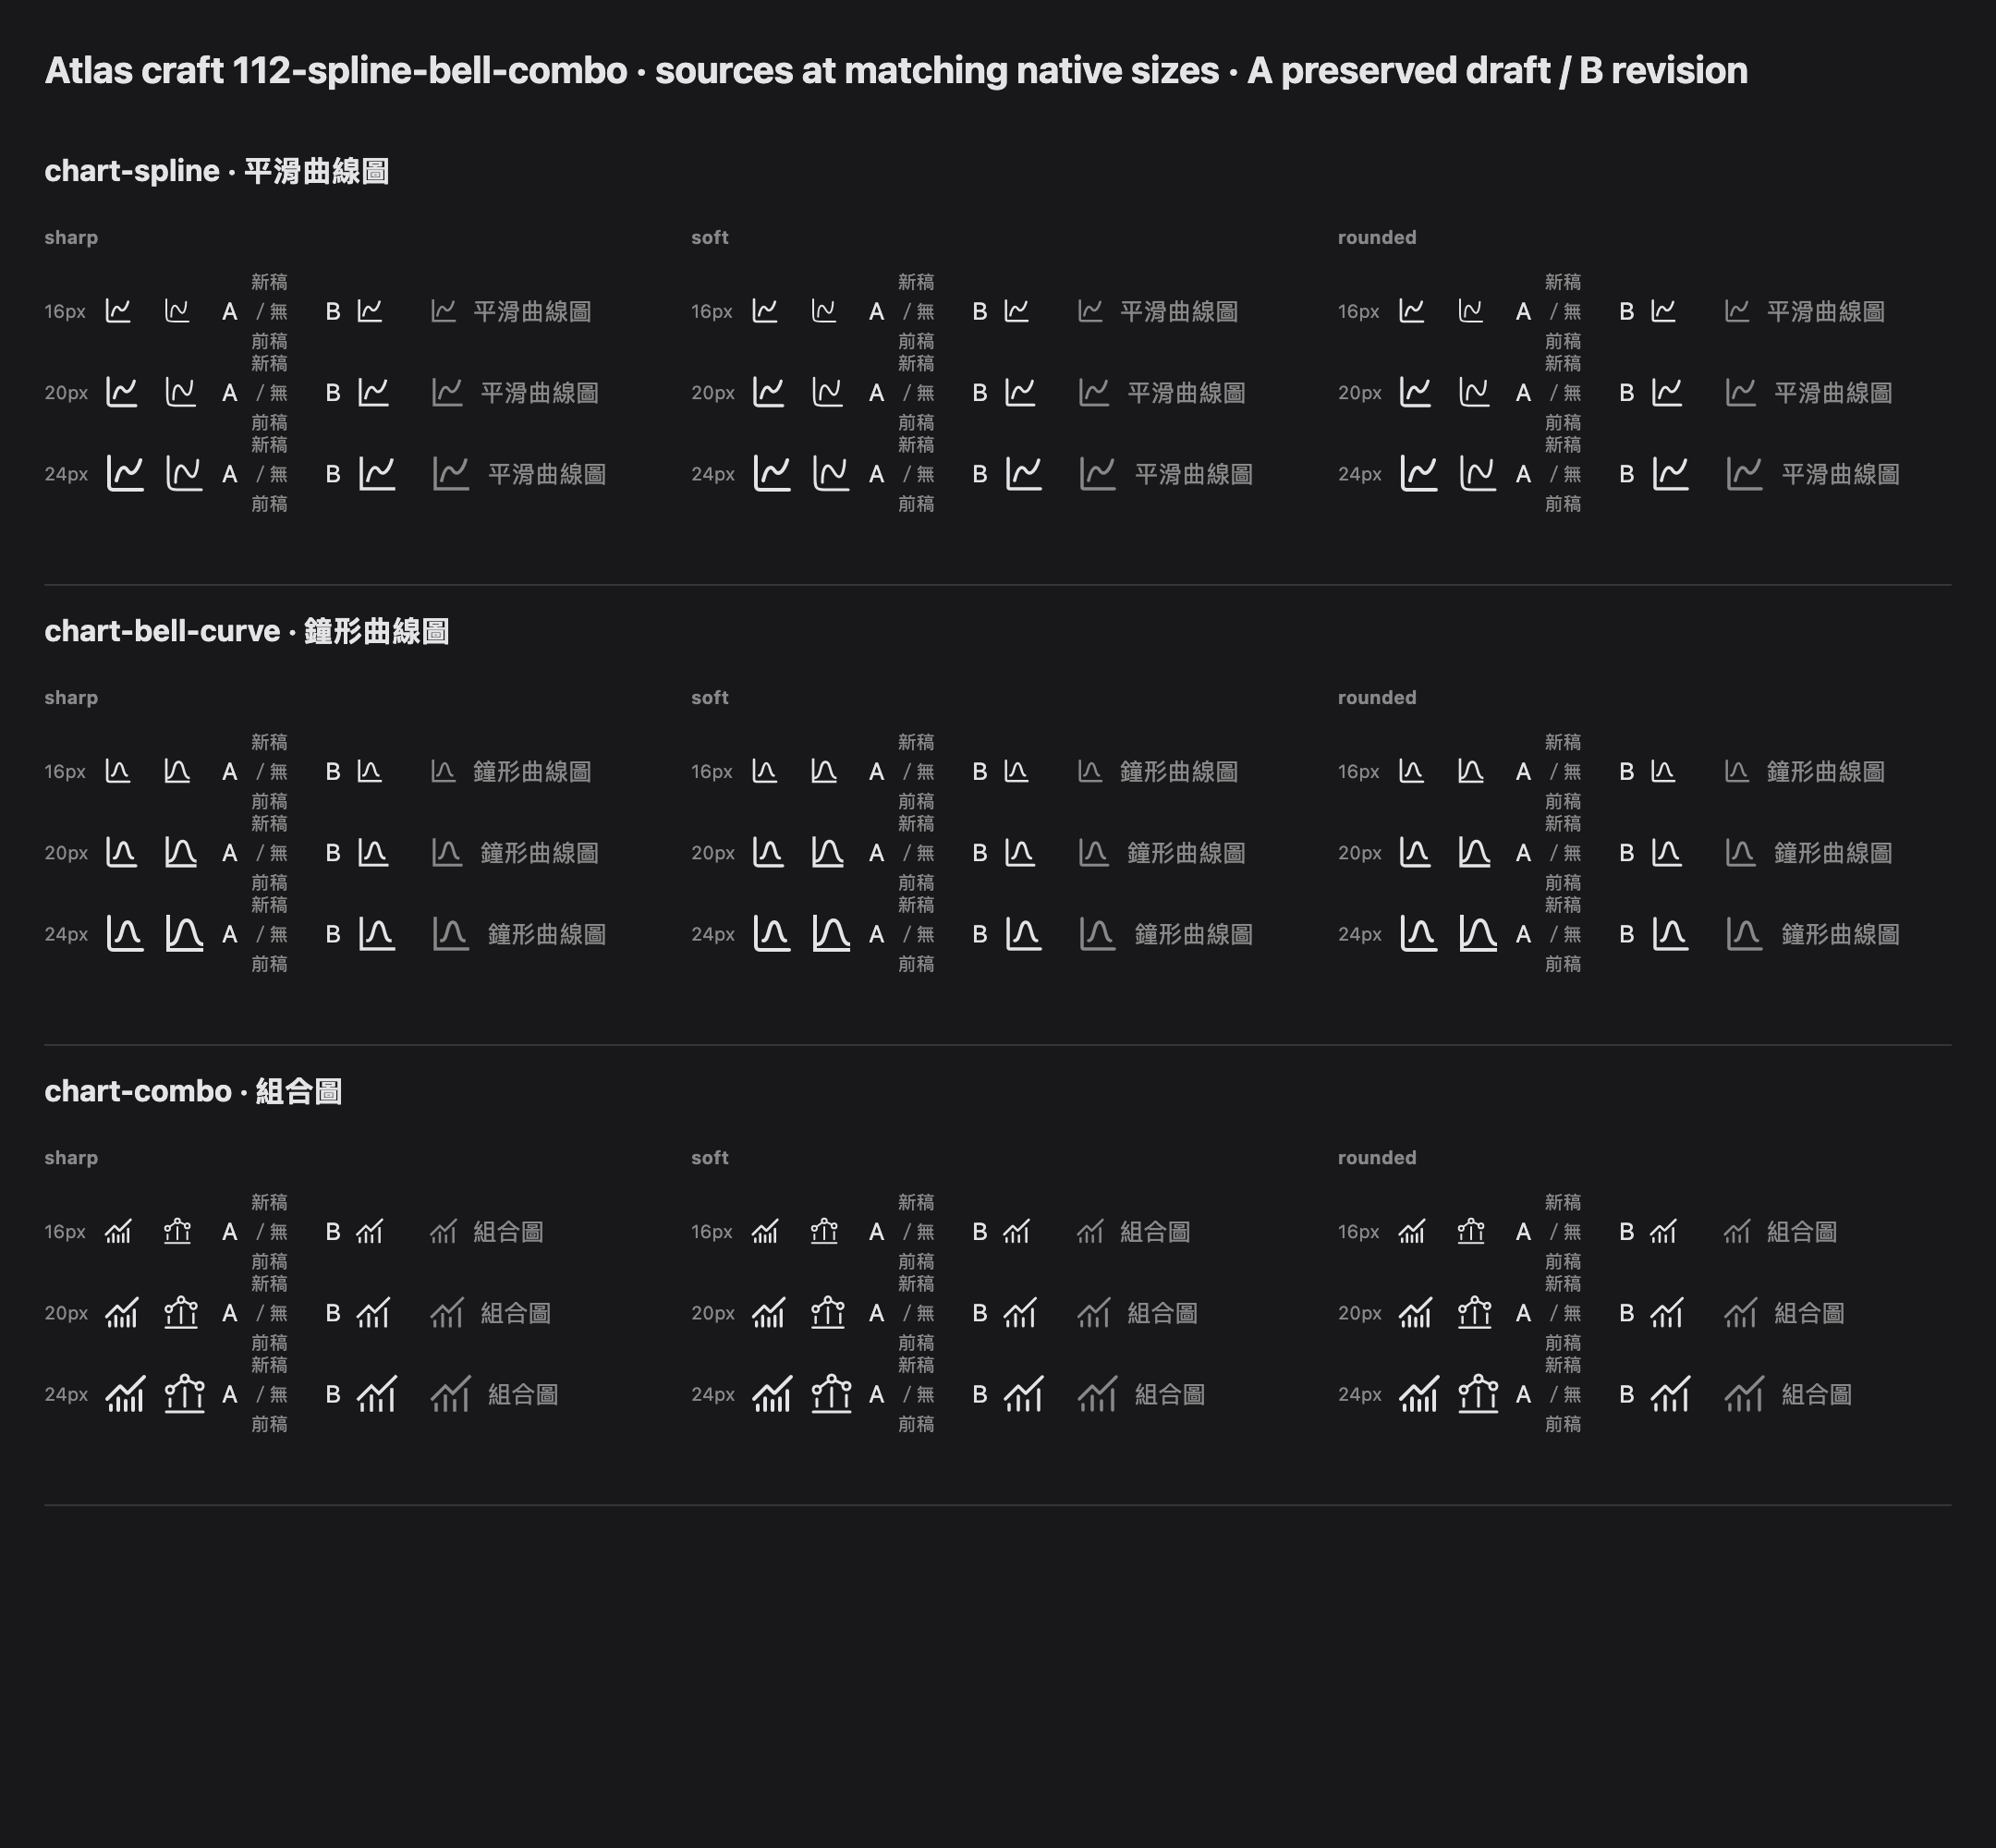 Atlas craft 112-spline-bell-combo · sources at matching native sizes · A preserved draft / B revision
chart-spline · 平滑曲線圖
sharp
16px A 新稿 / 無 前稿 B 平滑曲線圖
20px A 新稿 / 無 前稿 B 平滑曲線圖
24px A 新稿 / 無 前稿 B 平滑曲線圖
soft
16px A 新稿 / 無 前稿 B 平滑曲線圖
20px A 新稿 / 無 前稿 B 平滑曲線圖
24px A 新稿 / 無 前稿 B 平滑曲線圖
rounded
16px A 新稿 / 無 前稿 B 平滑曲線圖
20px A 新稿 / 無 前稿 B 平滑曲線圖
24px A 新稿 / 無 前稿 B 平滑曲線圖
chart-bell-curve · 鐘形曲線圖
sharp
16px A 新稿 / 無 前稿 B 鐘形曲線圖
20px A 新稿 / 無 前稿 B 鐘形曲線圖
24px A 新稿 / 無 前稿 B 鐘形曲線圖
soft
16px A 新稿 / 無 前稿 B 鐘形曲線圖
20px A 新稿 / 無 前稿 B 鐘形曲線圖
24px A 新稿 / 無 前稿 B 鐘形曲線圖
rounded
16px A 新稿 / 無 前稿 B 鐘形曲線圖
20px A 新稿 / 無 前稿 B 鐘形曲線圖
24px A 新稿 / 無 前稿 B 鐘形曲線圖
chart-combo · 組合圖
sharp
16px A 新稿 / 無 前稿 B 組合圖
20px A 新稿 / 無 前稿 B 組合圖
24px A 新稿 / 無 前稿 B 組合圖
soft
16px A 新稿 / 無 前稿 B 組合圖
20px A 新稿 / 無 前稿 B 組合圖
24px A 新稿 / 無 前稿 B 組合圖
rounded
16px A 新稿 / 無 前稿 B 組合圖
20px A 新稿 / 無 前稿 B 組合圖
24px A 新稿 / 無 前稿 B 組合圖